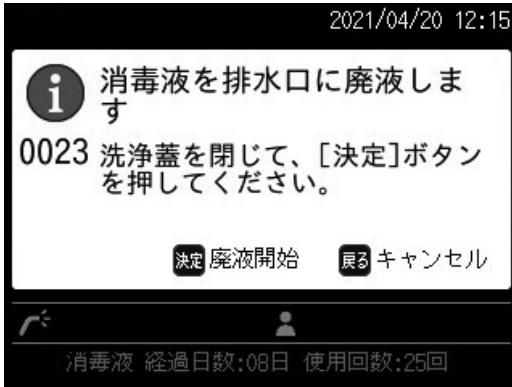 2021/04/20 12:15
消毒液を排水口に廃液しま
す
0023 洗浄蓋を閉じて、[決定]ボタン
を押してください。
決定 廃液開始 戻る キャンセル
消毒液 経過日数:08日 使用回数:25回